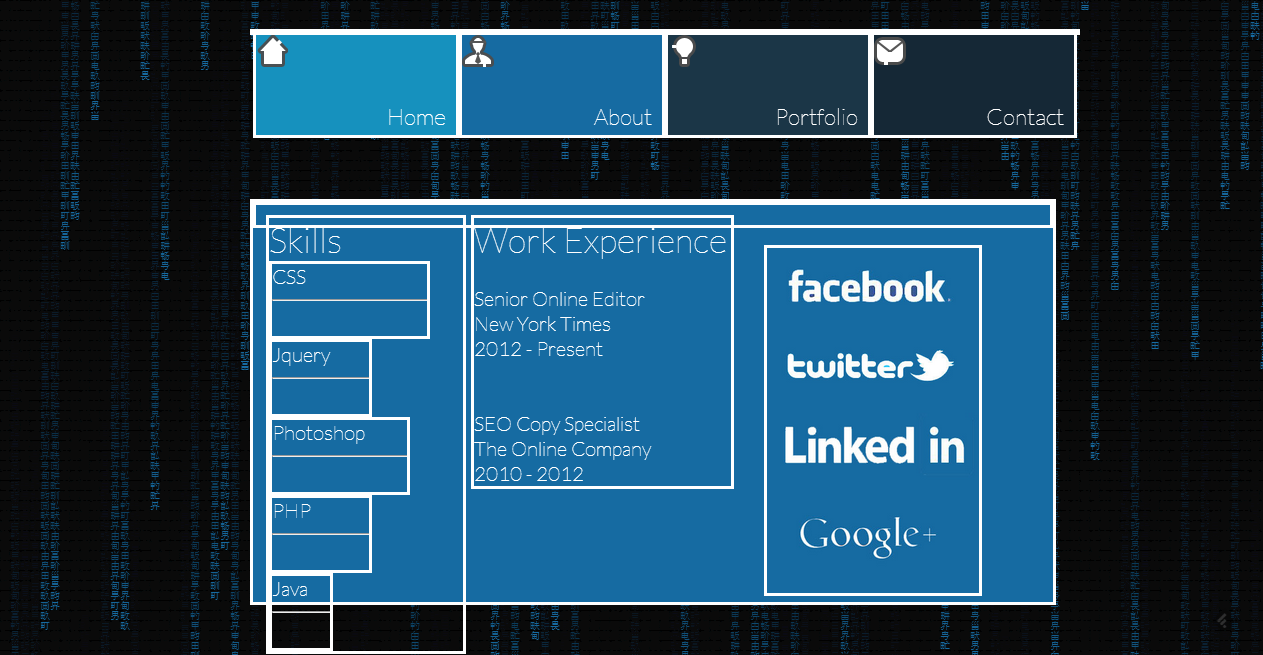 Home
About
Portfolio
Contact
Skills
CSS
Jquery
Photoshop
PHP
Java
Work Experience
Senior Online Editor
New York Times
2012 - Present
SEO Copy Specialist
The Online Company
2010 - 2012
facebook.
twitter
Linked in
Google+